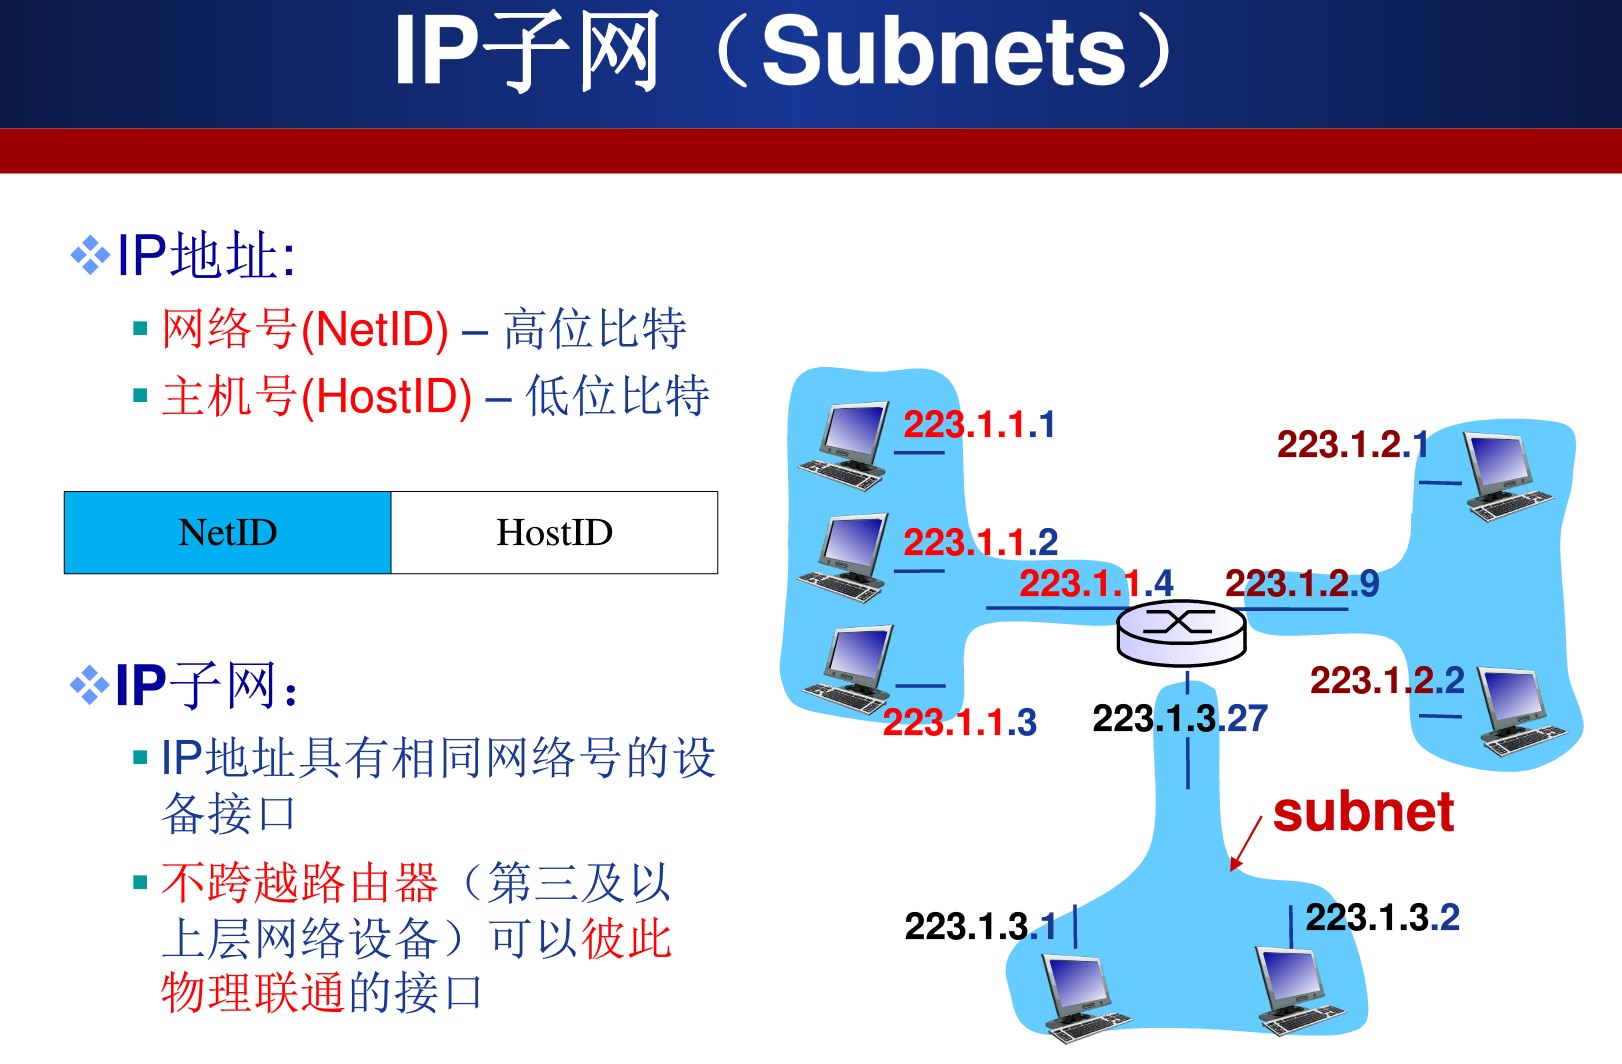 IP子网（Subnets）
IP地址:
网络号(NetID) – 高位比特
主机号(HostID) – 低位比特
NetID HostID
IP子网：
IP地址具有相同网络号的设
备接口
不跨越路由器（第三及以
上层网络设备）可以彼此
物理联通的接口
223.1.1.1
223.1.1.2
223.1.1.4
223.1.1.3
223.1.2.1
223.1.2.9
223.1.2.2
223.1.3.27
subnet
223.1.3.1
223.1.3.2